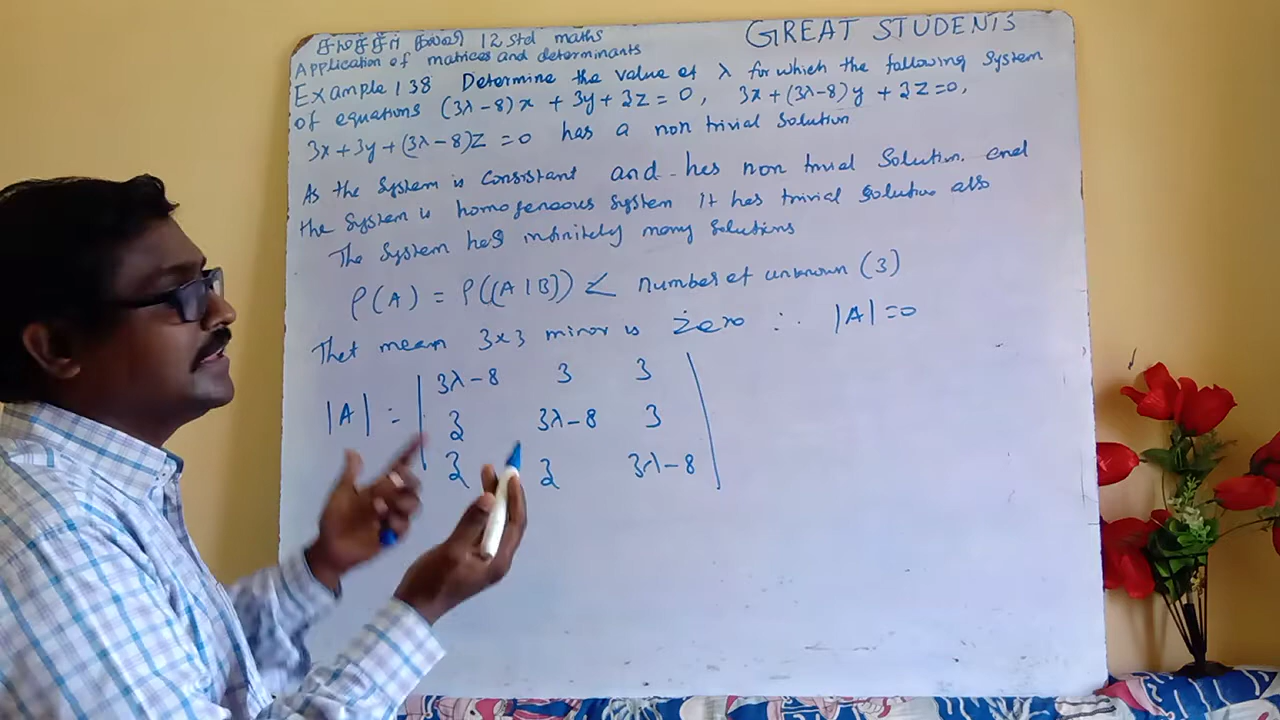 12 std maths
GREAT STUDENTS
Application of matrices and determinants
Example 1.38 Determine the value of λ for which the following system
of equations (3λ-8)x + 3y + 3z = 0, 3x + (3λ-8)y + 3z = 0,
3x + 3y + (3λ-8)z = 0 has a non trivial solution
As the system is consistant and has non trivial solution. and
the system is homogeneous system it has trivial solution also
The system has infinitely many solutions
ρ(A) = ρ((A|B)) < number of unknown (3)
That mean 3×3 minor is zero ∴ |A| = 0
|A| = | 3λ-8 3 3 |
3 3λ-8 3
3 3 3λ-8